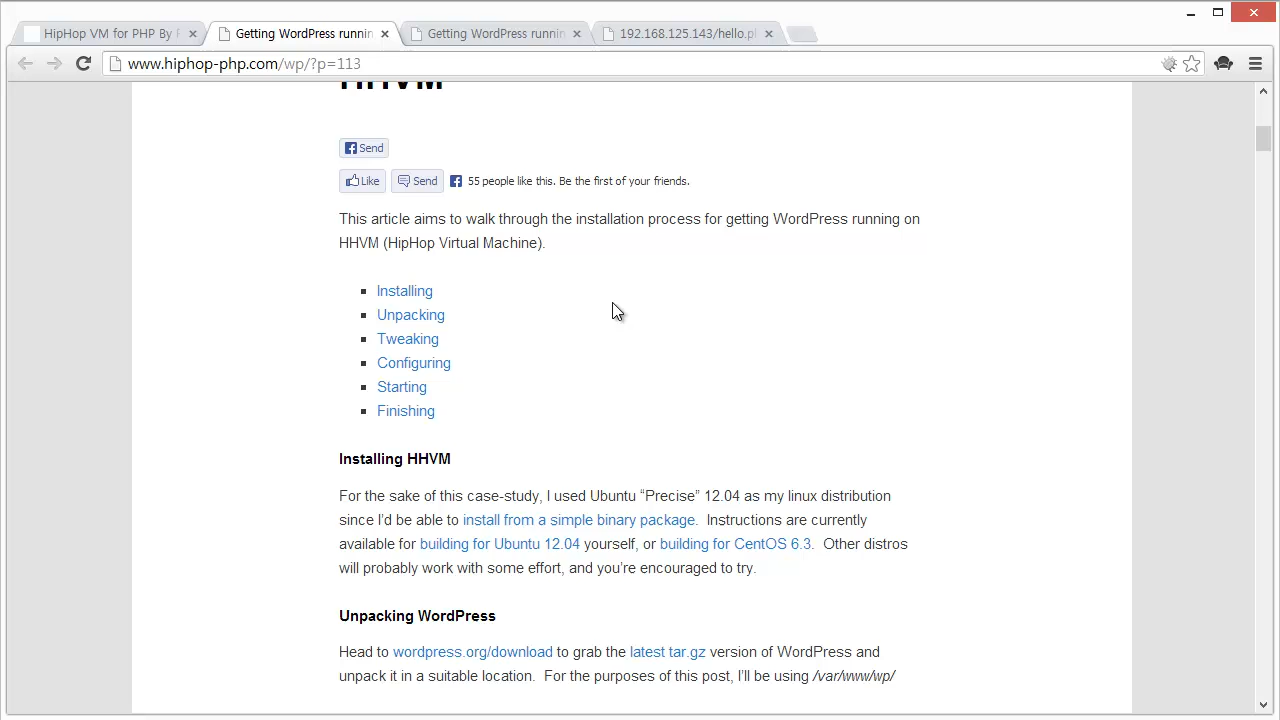 HipHop VM for PHP By
Getting WordPress runnin
Getting WordPress runnin
192.168.125.143/hello.p
www.hiphop-php.com/wp/?p=113
HHVM
Send
Like
Send
55 people like this. Be the first of your friends.
This article aims to walk through the installation process for getting WordPress running on
HHVM (HipHop Virtual Machine).
Installing
Unpacking
Tweaking
Configuring
Starting
Finishing
Installing HHVM
For the sake of this case-study, I used Ubuntu “Precise” 12.04 as my linux distribution
since I’d be able to install from a simple binary package.  Instructions are currently
available for building for Ubuntu 12.04 yourself, or building for CentOS 6.3.  Other distros
will probably work with some effort, and you’re encouraged to try.
Unpacking WordPress
Head to wordpress.org/download to grab the latest tar.gz version of WordPress and
unpack it in a suitable location.  For the purposes of this post, I’ll be using /var/www/wp/